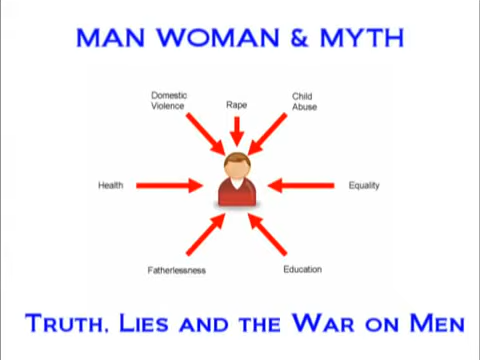 MAN WOMAN & MYTH
Domestic
Violence
Rape
Child
Abuse
Health
Equality
Fatherlessness
Education
TRUTH, LIES AND THE WAR ON MEN